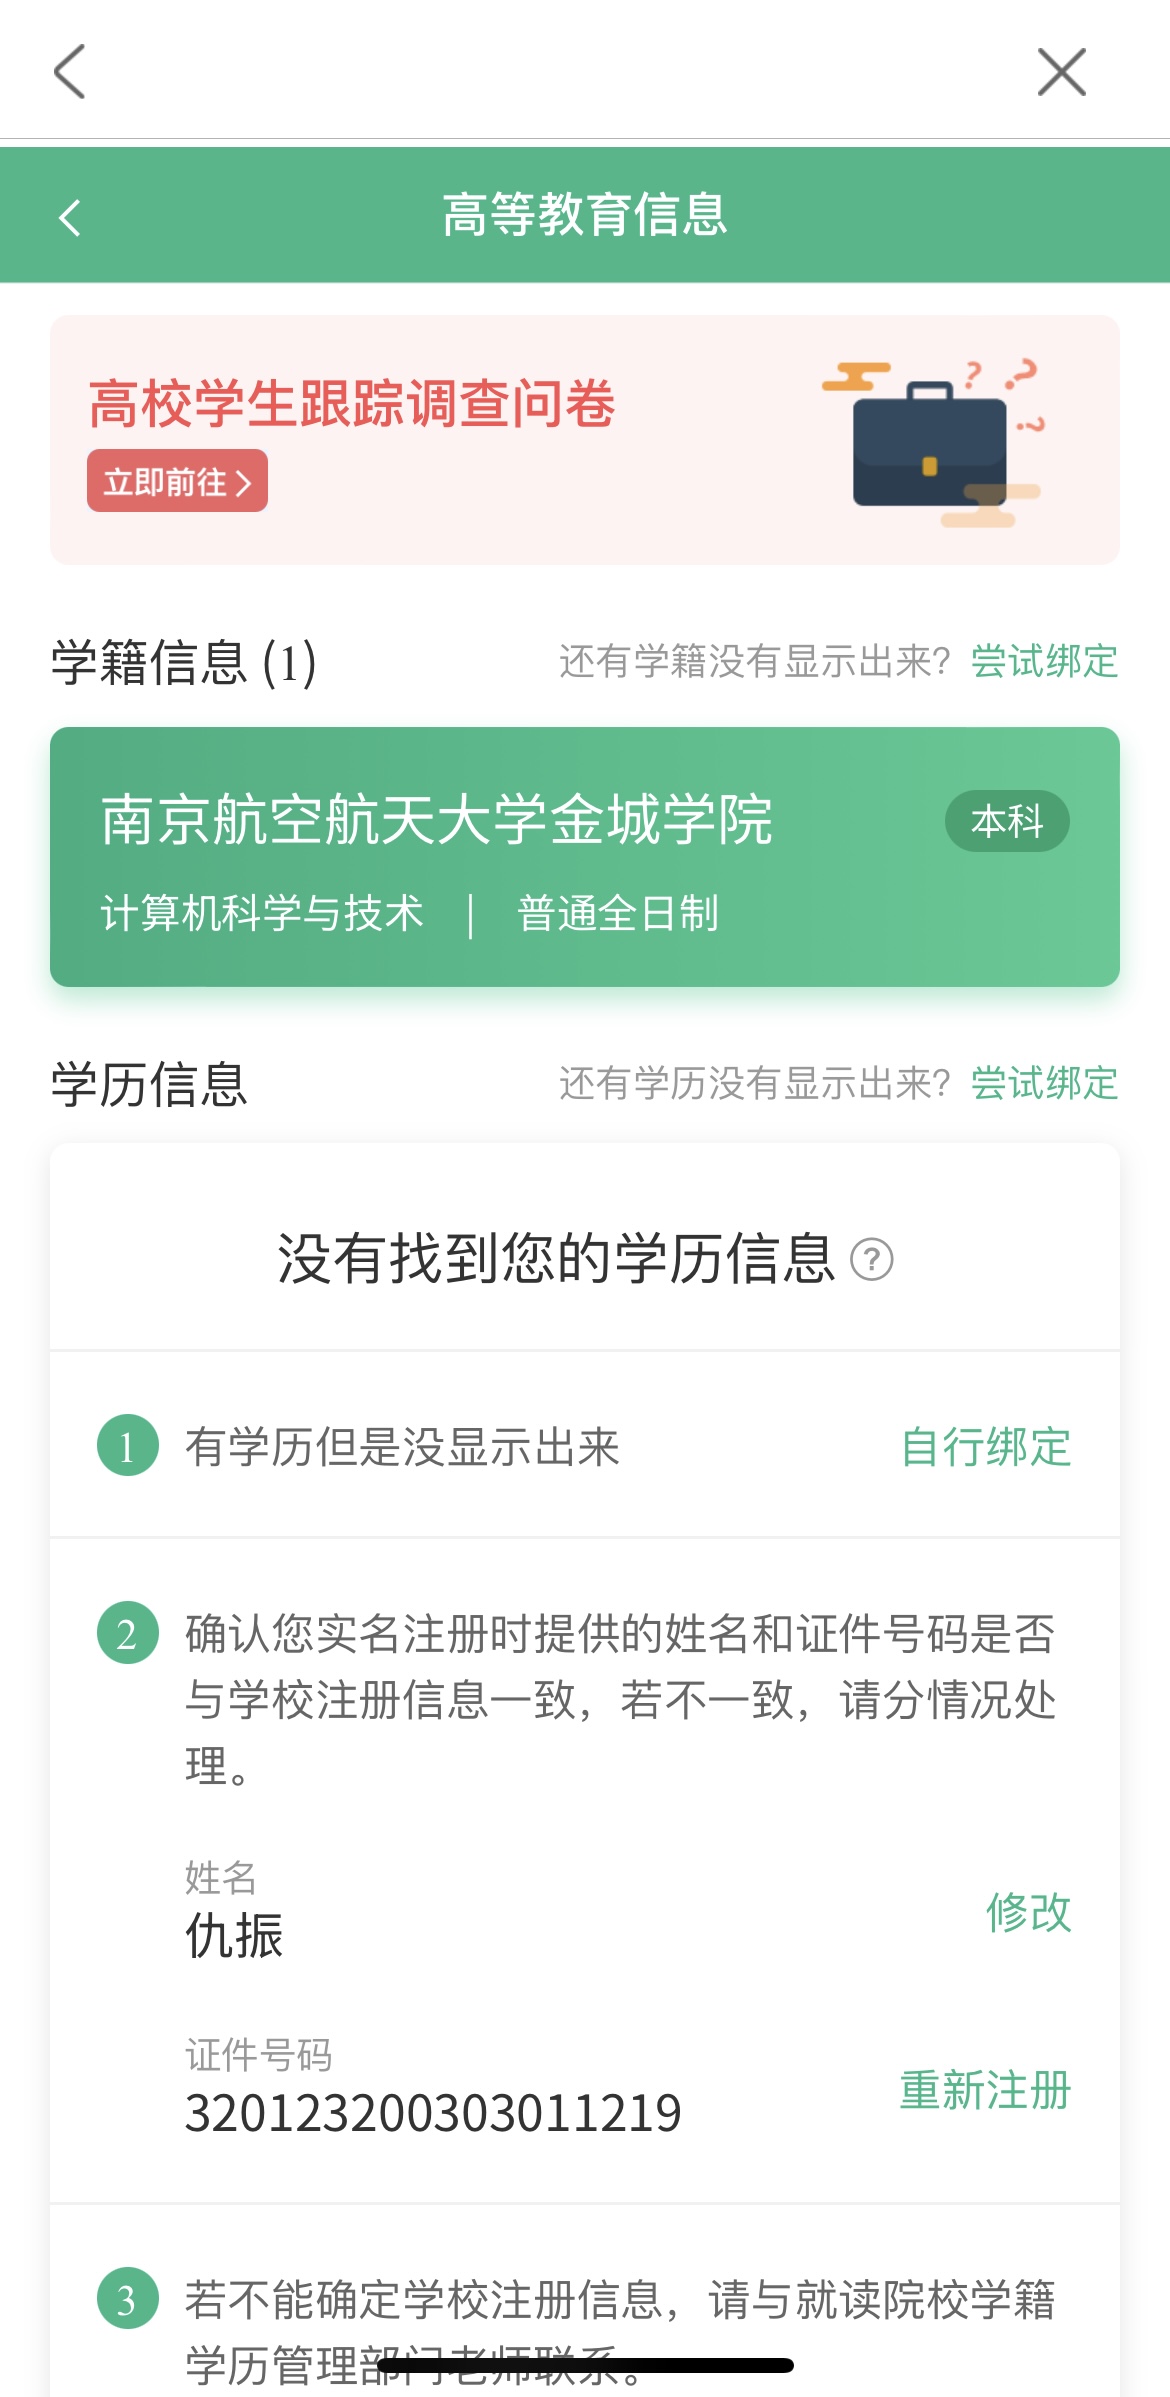 高等教育信息
高校学生跟踪调查问卷
立即前往
学籍信息 (1)
还有学籍没有显示出来? 尝试绑定
南京航空航天大学金城学院
本科
计算机科学与技术 | 普通全日制
学历信息
还有学历没有显示出来? 尝试绑定
没有找到您的学历信息 ?
1 有学历但是没显示出来 自行绑定
2 确认您实名注册时提供的姓名和证件号码是否
与学校注册信息一致，若不一致，请分情况处
理。
姓名
仇振
修改
证件号码
320123200303011219
重新注册
3 若不能确定学校注册信息，请与就读院校学籍
学历管理部门老师联系。